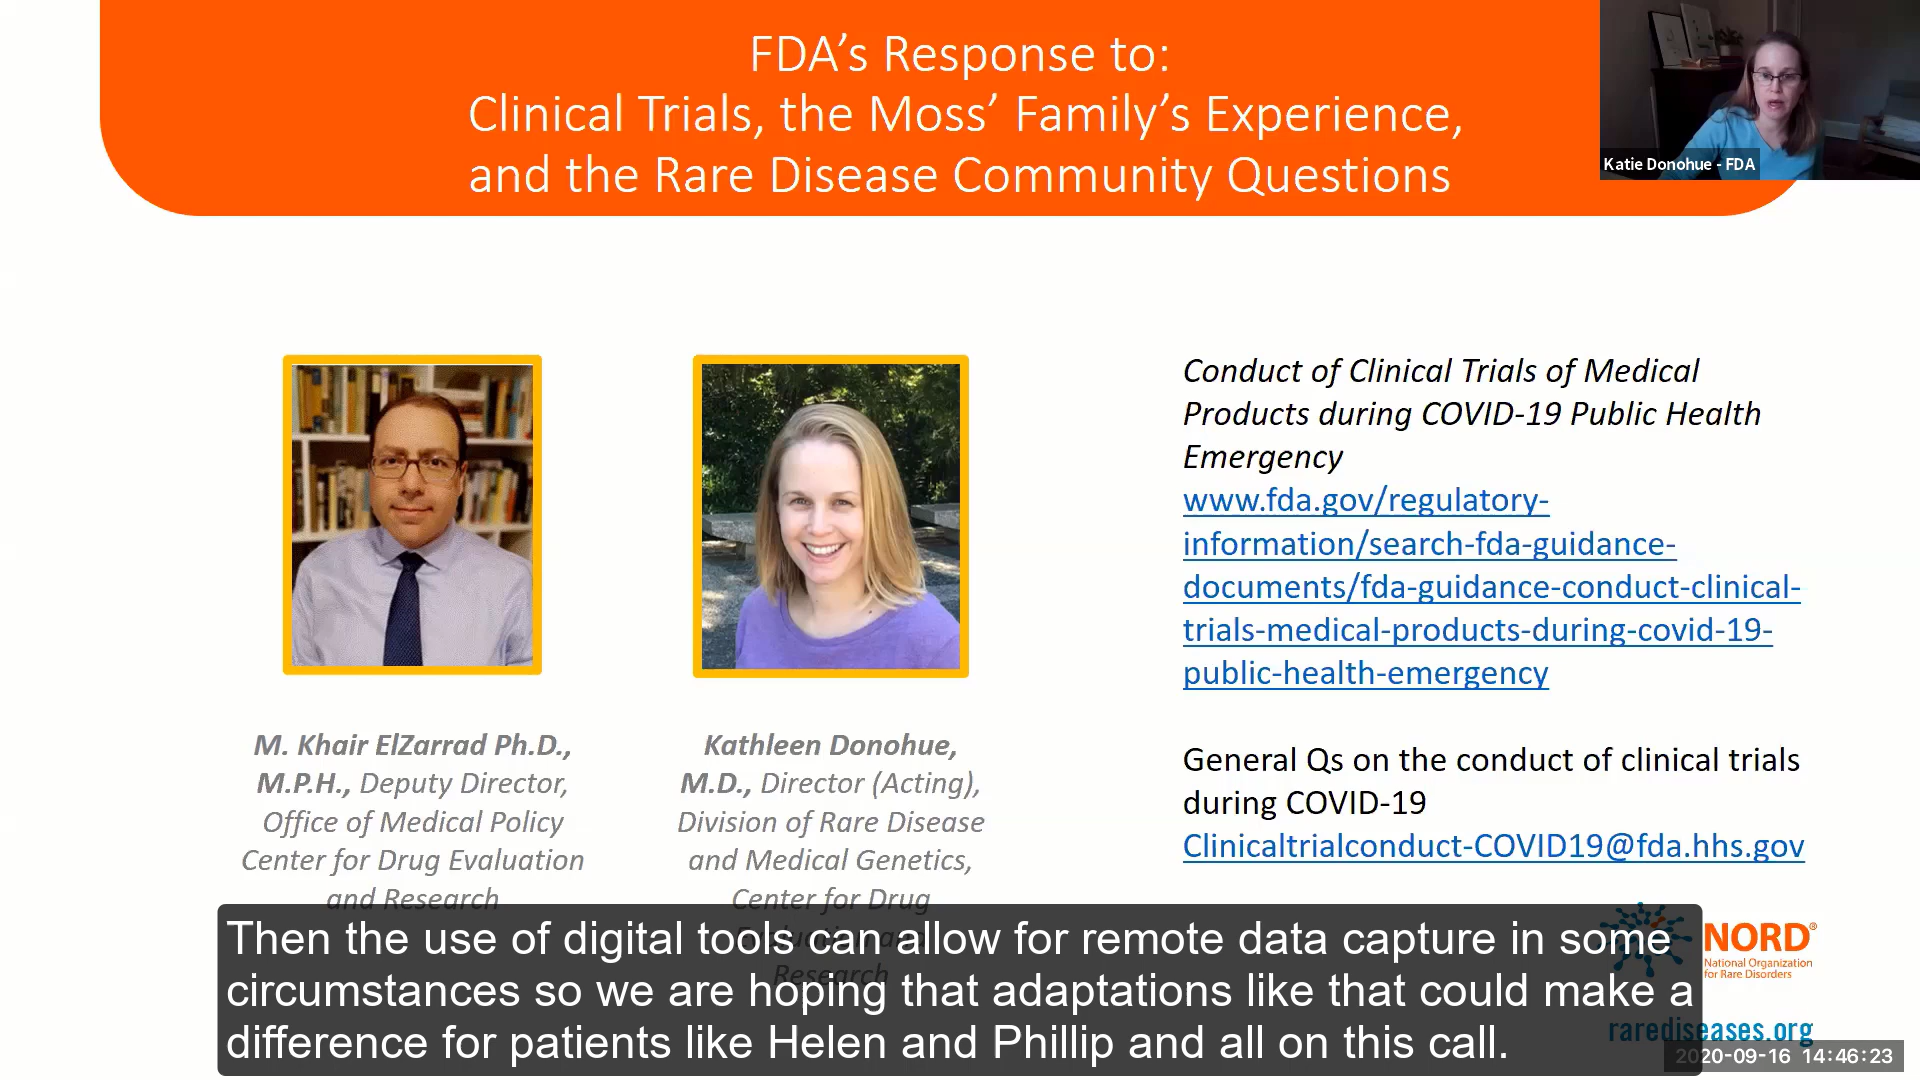 FDA’s Response to:
Clinical Trials, the Moss’ Family’s Experience,
and the Rare Disease Community Questions
Katie Donohue - FDA
M. Khair ElZarrad Ph.D.,
M.P.H., Deputy Director,
Office of Medical Policy
Center for Drug Evaluation
and Research
Kathleen Donohue,
M.D., Director (Acting),
Division of Rare Disease
and Medical Genetics,
Center for Drug
Evaluation and
Research
Conduct of Clinical Trials of Medical
Products during COVID-19 Public Health
Emergency
www.fda.gov/regulatory-
information/search-fda-guidance-
documents/fda-guidance-conduct-clinical-
trials-medical-products-during-covid-19-
public-health-emergency
General Qs on the conduct of clinical trials
during COVID-19
Clinicaltrialconduct-COVID19@fda.hhs.gov
NORD®
National Organization
for Rare Disorders
rarediseases.org
Then the use of digital tools can allow for remote data capture in some
circumstances so we are hoping that adaptations like that could make a
difference for patients like Helen and Phillip and all on this call.
2020-09-16 14:46:23